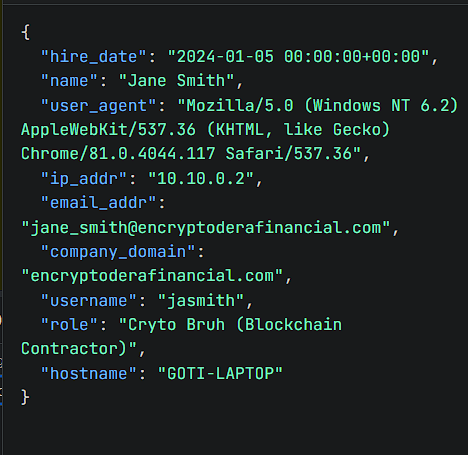 {
"hire_date": "2024-01-05 00:00:00+00:00",
"name": "Jane Smith",
"user_agent": "Mozilla/5.0 (Windows NT 6.2)
AppleWebKit/537.36 (KHTML, like Gecko)
Chrome/81.0.4044.117 Safari/537.36",
"ip_addr": "10.10.0.2",
"email_addr":
"jane_smith@encryptoderafinancial.com",
"company_domain":
"encryptoderafinancial.com",
"username": "jasmith",
"role": "Cryto Bruh (Blockchain
Contractor)",
"hostname": "GOTI-LAPTOP"
}